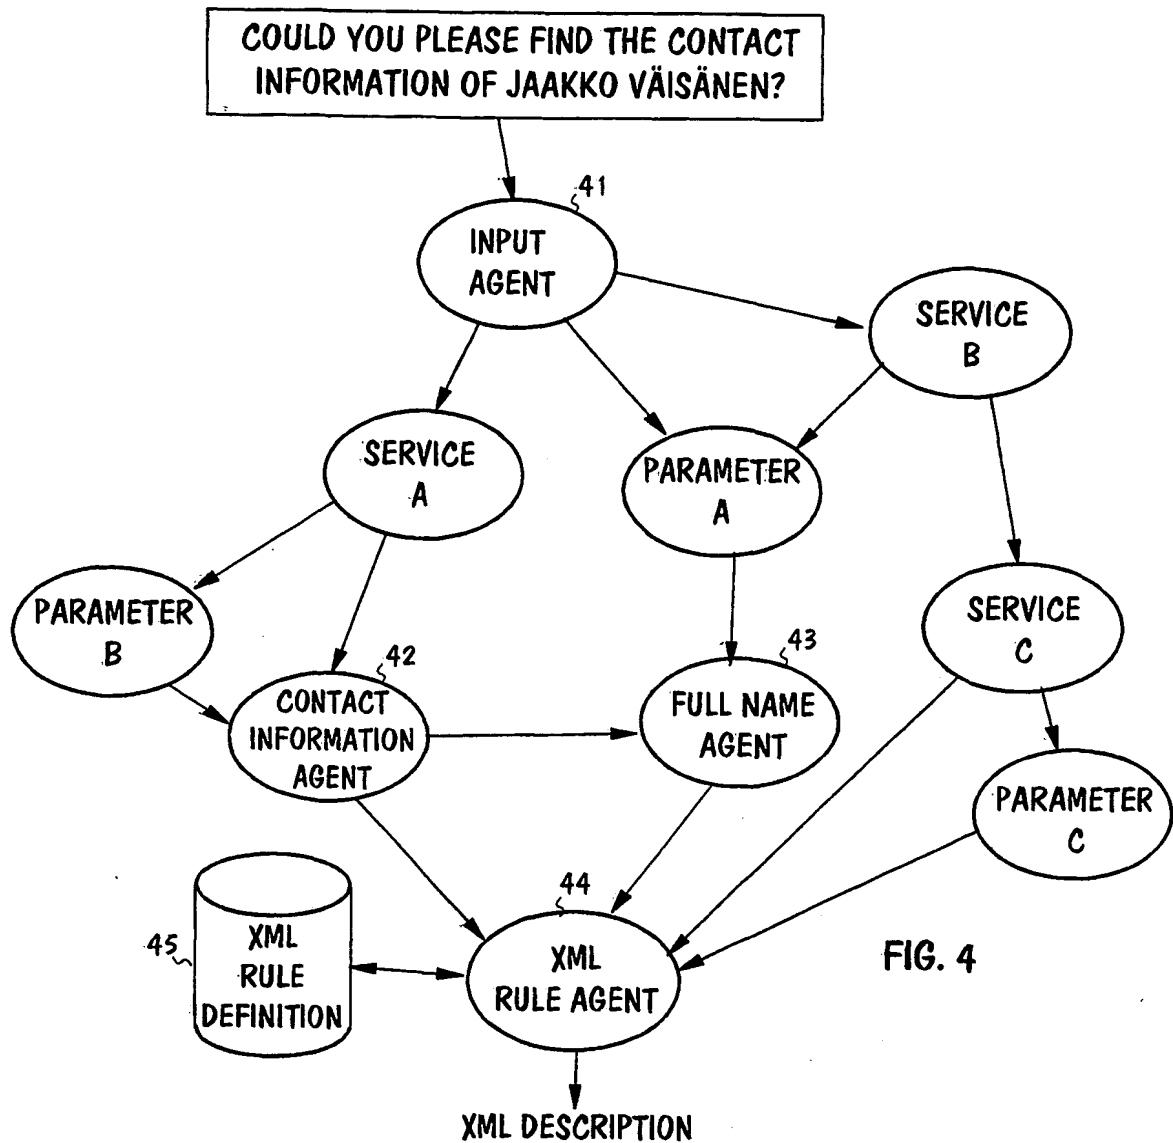 COULD YOU PLEASE FIND THE CONTACT
INFORMATION OF JAAKKO VÄISÄNEN?
41
INPUT
AGENT
SERVICE
B
SERVICE
A
PARAMETER
A
PARAMETER
B
SERVICE
C
42
CONTACT
INFORMATION
AGENT
43
FULL NAME
AGENT
PARAMETER
C
44
XML
RULE AGENT
45
XML
RULE
DEFINITION
FIG. 4
XML DESCRIPTION